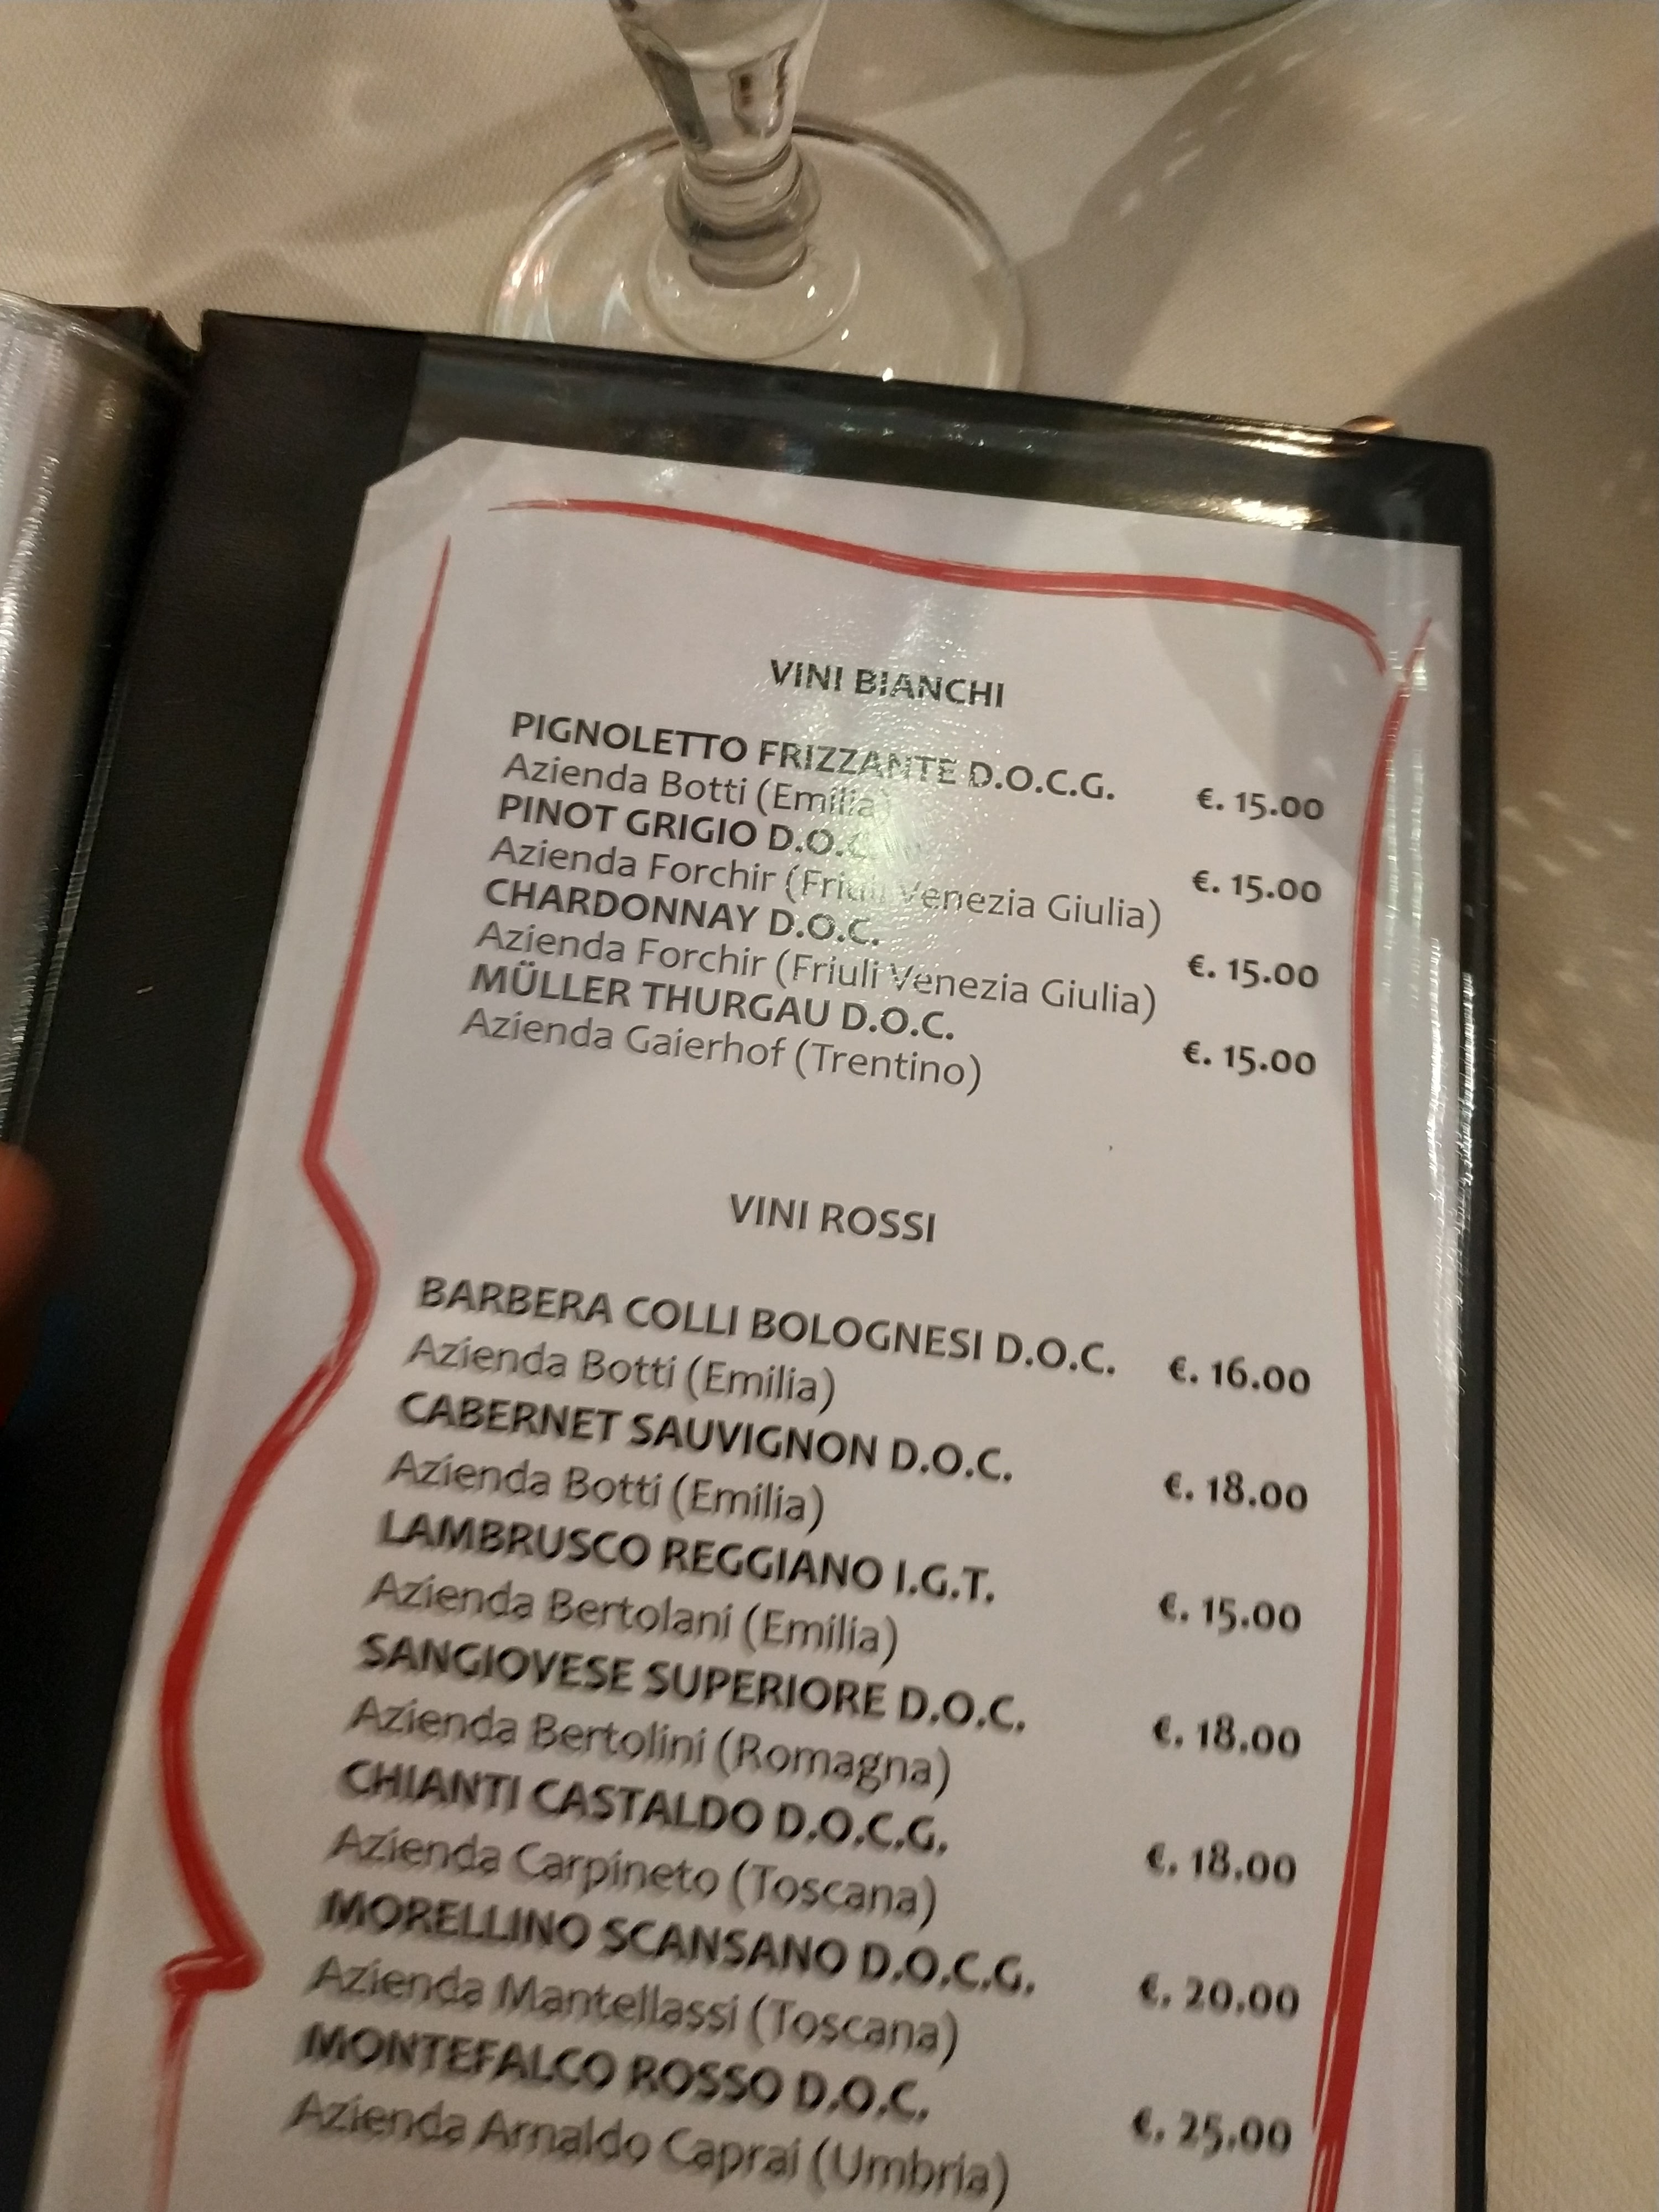 VINI BIANCHI
PIGNOLETTO FRIZZANTE D.O.C.G. €. 15.00
Azienda Botti (Emilia)
PINOT GRIGIO D.O.C. €. 15.00
Azienda Forchir (Friuli Venezia Giulia)
CHARDONNAY D.O.C. €. 15.00
Azienda Forchir (Friuli Venezia Giulia)
MÜLLER THURGAU D.O.C. €. 15.00
Azienda Gaierhof (Trentino)
VINI ROSSI
BARBERA COLLI BOLOGNESI D.O.C. €. 16.00
Azienda Botti (Emilia)
CABERNET SAUVIGNON D.O.C. €. 18.00
Azienda Botti (Emilia)
LAMBRUSCO REGGIANO I.G.T. €. 15.00
Azienda Bertolani (Emilia)
SANGIOVESE SUPERIORE D.O.C. €. 18.00
Azienda Bertolini (Romagna)
CHIANTI CASTALDO D.O.C.G. €. 18.00
Azienda Carpineto (Toscana)
MORELLINO SCANSANO D.O.C.G. €. 20.00
Azienda Mantellassi (Toscana)
MONTEFALCO ROSSO D.O.C. €. 25.00
Azienda Arnaldo Caprai (Umbria)